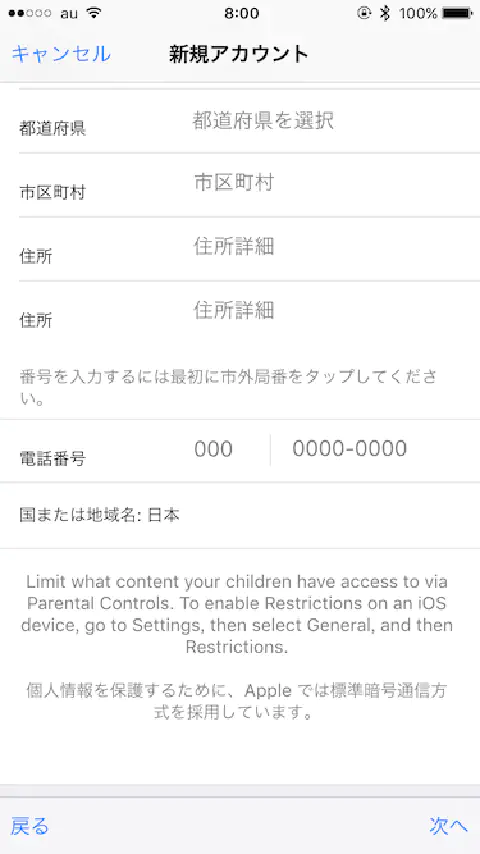 au 8:00 100%
キャンセル 新規アカウント
都道府県 都道府県を選択
市区町村 市区町村
住所 住所詳細
住所 住所詳細
番号を入力するには最初に市外局番をタップしてくださ
い。
電話番号 000 0000-0000
国または地域名: 日本
Limit what content your children have access to via
Parental Controls. To enable Restrictions on an iOS
device, go to Settings, then select General, and then
Restrictions.
個人情報を保護するために、Apple では標準暗号通信方
式を採用しています。
戻る 次へ